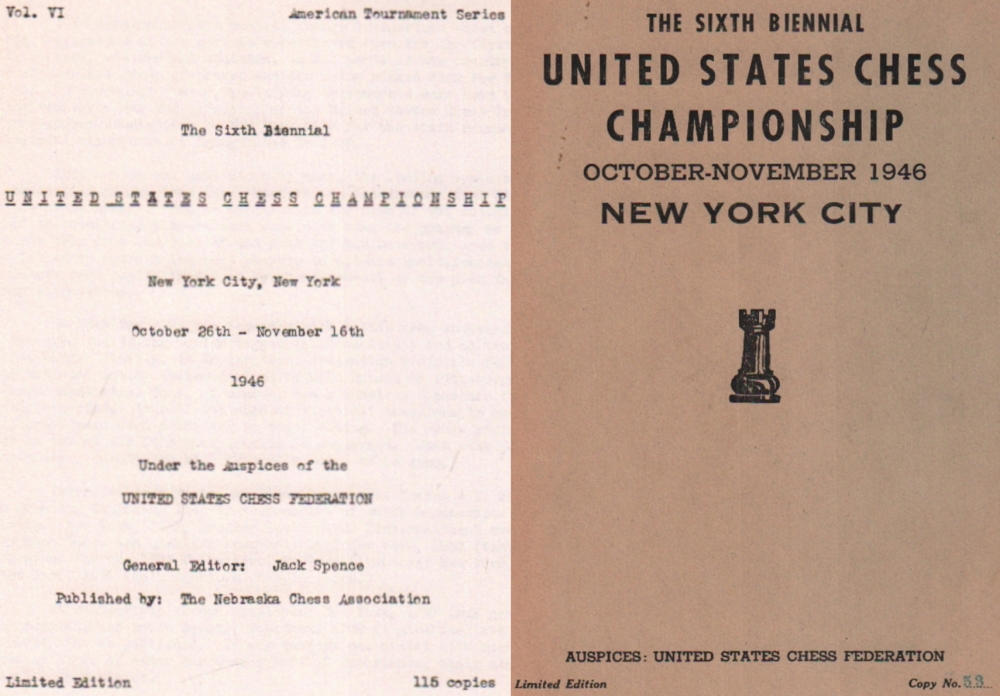 Vol. VI American Tournament Series
The Sixth Biennial
UNITED STATES CHESS CHAMPIONSHIP
New York City, New York
October 26th - November 16th
1946
Under the Auspices of the
UNITED STATES CHESS FEDERATION
General Editor: Jack Spence
Published by: The Nebraska Chess Association
Limited Edition 115 copies
THE SIXTH BIENNIAL
UNITED STATES CHESS
CHAMPIONSHIP
OCTOBER-NOVEMBER 1946
NEW YORK CITY
AUSPICES: UNITED STATES CHESS FEDERATION
Limited Edition Copy No. 53